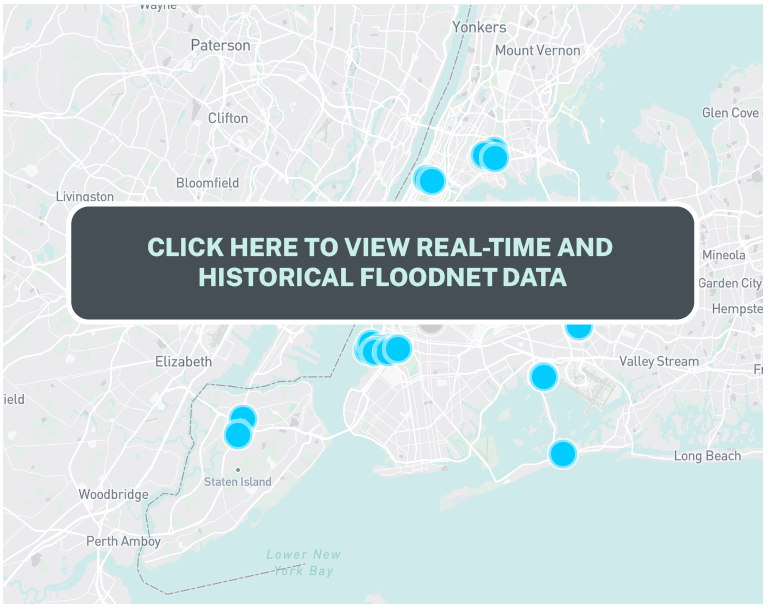 Wayne
Yonkers
Paterson
Mount Vernon
Glen Cove
Clifton
Bloomfield
Livingston
CLICK HERE TO VIEW REAL-TIME AND
HISTORICAL FLOODNET DATA
Mineola
Garden City
Hempste
Elizabeth
Valley Stream
Fr
ield
Long Beach
Staten Island
Woodbridge
Perth Amboy
Lower New
York Bay